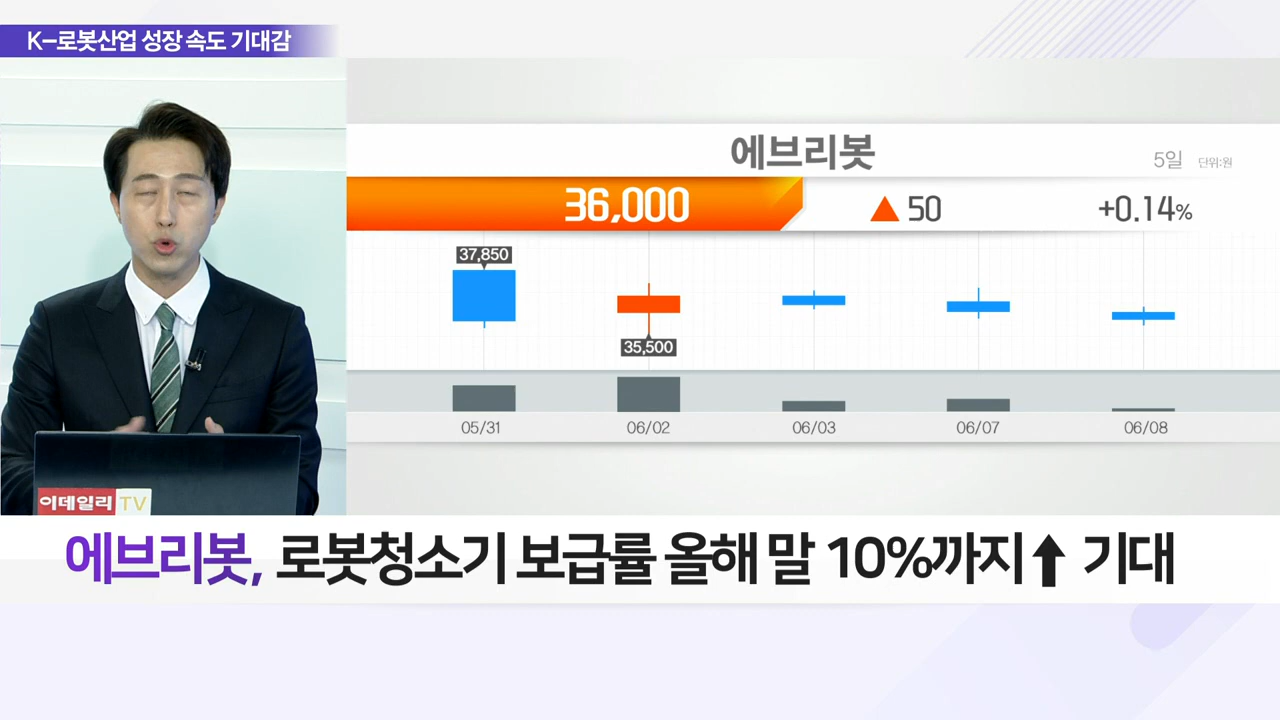 K-로봇산업 성장 속도 기대감
에브리봇
5일 단위:원
36,000 ▲ 50 +0.14%
37,850
35,500
05/31 06/02 06/03 06/07 06/08
이데일리 TV
에브리봇, 로봇청소기 보급률 올해 말 10%까지⬆ 기대